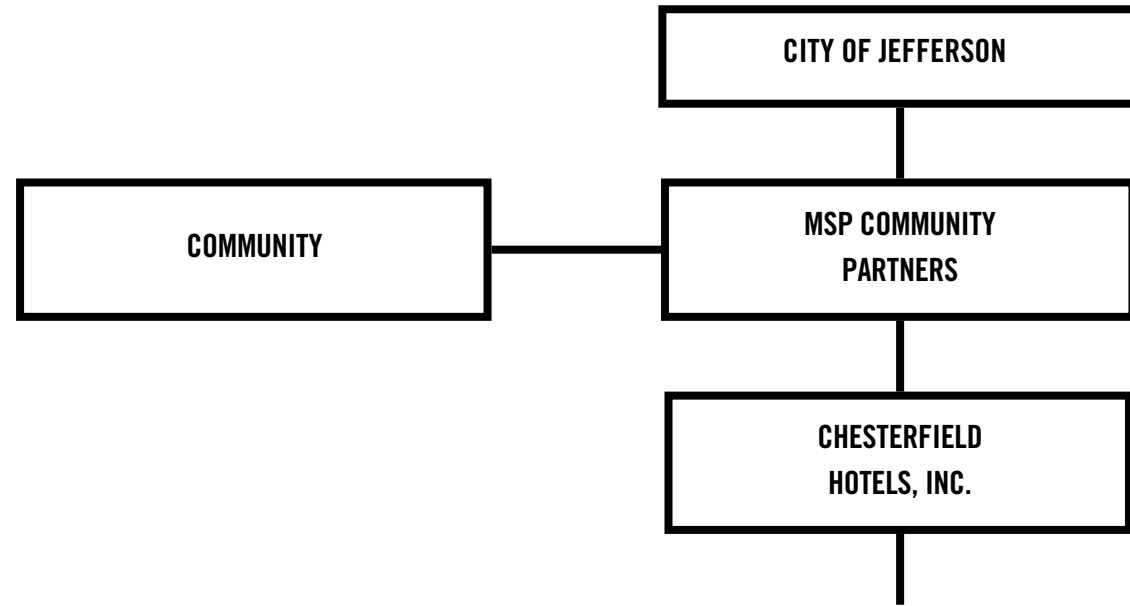 CITY OF JEFFERSON
COMMUNITY
MSP COMMUNITY
PARTNERS
CHESTERFIELD
HOTELS, INC.